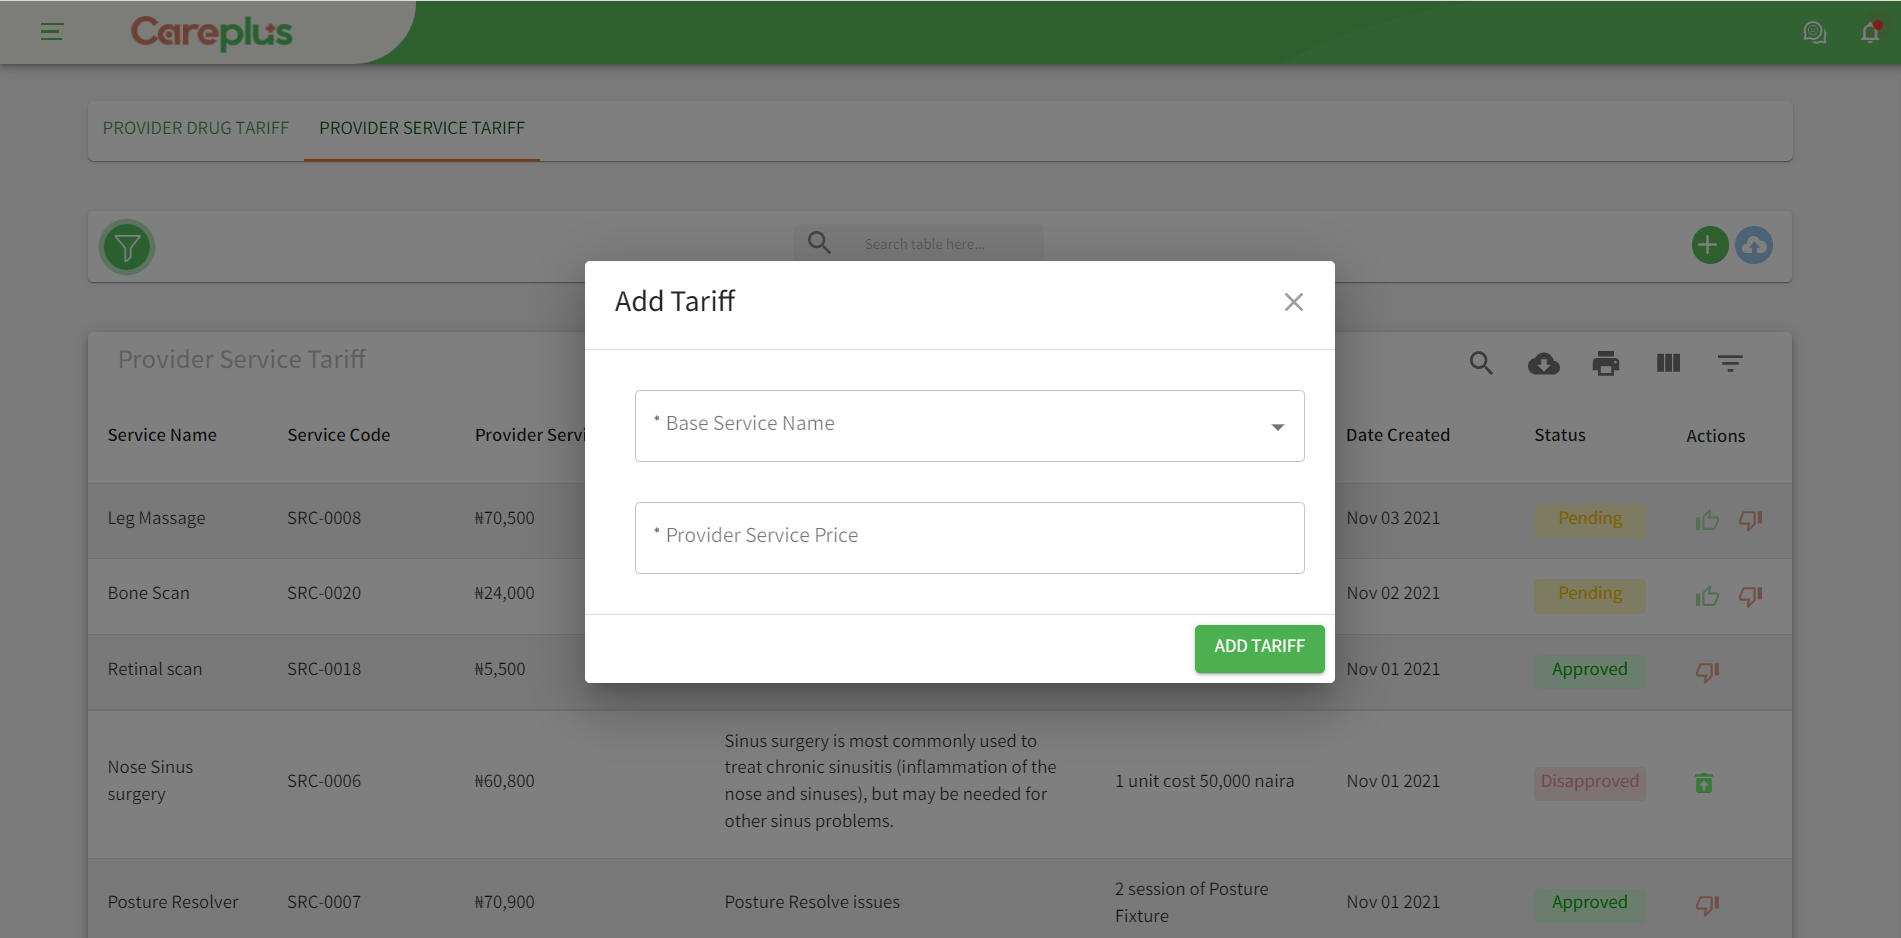 Careplus
PROVIDER DRUG TARIFF
PROVIDER SERVICE TARIFF
Search table here...
Add Tariff
* Base Service Name
* Provider Service Price
ADD TARIFF
Provider Service Tariff
Service Name
Service Code
Provider Servi
Date Created
Status
Actions
Leg Massage
SRC-0008
₦70,500
Nov 03 2021
Pending
Bone Scan
SRC-0020
₦24,000
Nov 02 2021
Pending
Retinal scan
SRC-0018
₦5,500
Nov 01 2021
Approved
Nose Sinus
surgery
SRC-0006
₦60,800
Sinus surgery is most commonly used to
treat chronic sinusitis (inflammation of the
nose and sinuses), but may be needed for
other sinus problems.
1 unit cost 50,000 naira
Nov 01 2021
Disapproved
Posture Resolver
SRC-0007
₦70,900
Posture Resolve issues
2 session of Posture
Fixture
Nov 01 2021
Approved